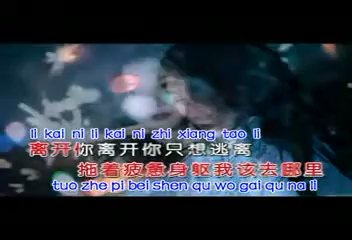 li kai ni li kai ni zhi xiang tao li
离开你离开你只想逃离
拖着疲惫身躯我该去哪里
tuo zhe pi bei shen qu wo gai qu na li